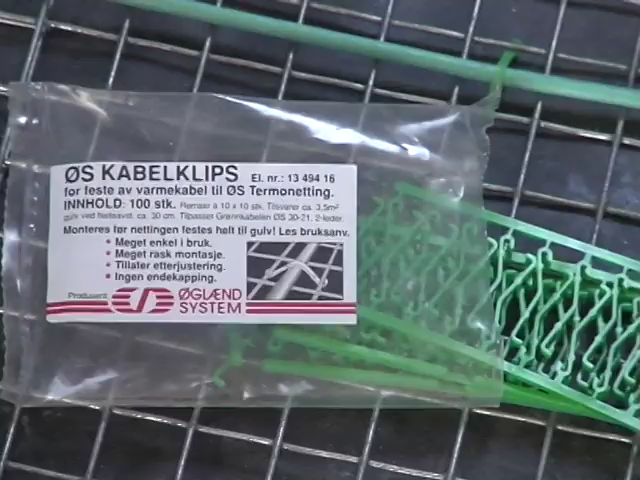 ØS KABELKLIPS El. nr.: 13 494 16
før feste av varmekabel til ØS Termonetting.
INNHOLD: 100 stk. Remser a 10 x 10 stk. Tilsvarer ca. 3,5m²
gulv ved festeavst. ca. 30 cm. Tilpasset Grønnkabelen ØS 30-21, 2-leder.
Monteres før nettingen festes helt til gulv! Les bruksanv.
• Meget enkel i bruk.
• Meget rask montasje.
• Tillater etterjustering.
• Ingen endekapping.
Produsent:
ØGLÆND
SYSTEM